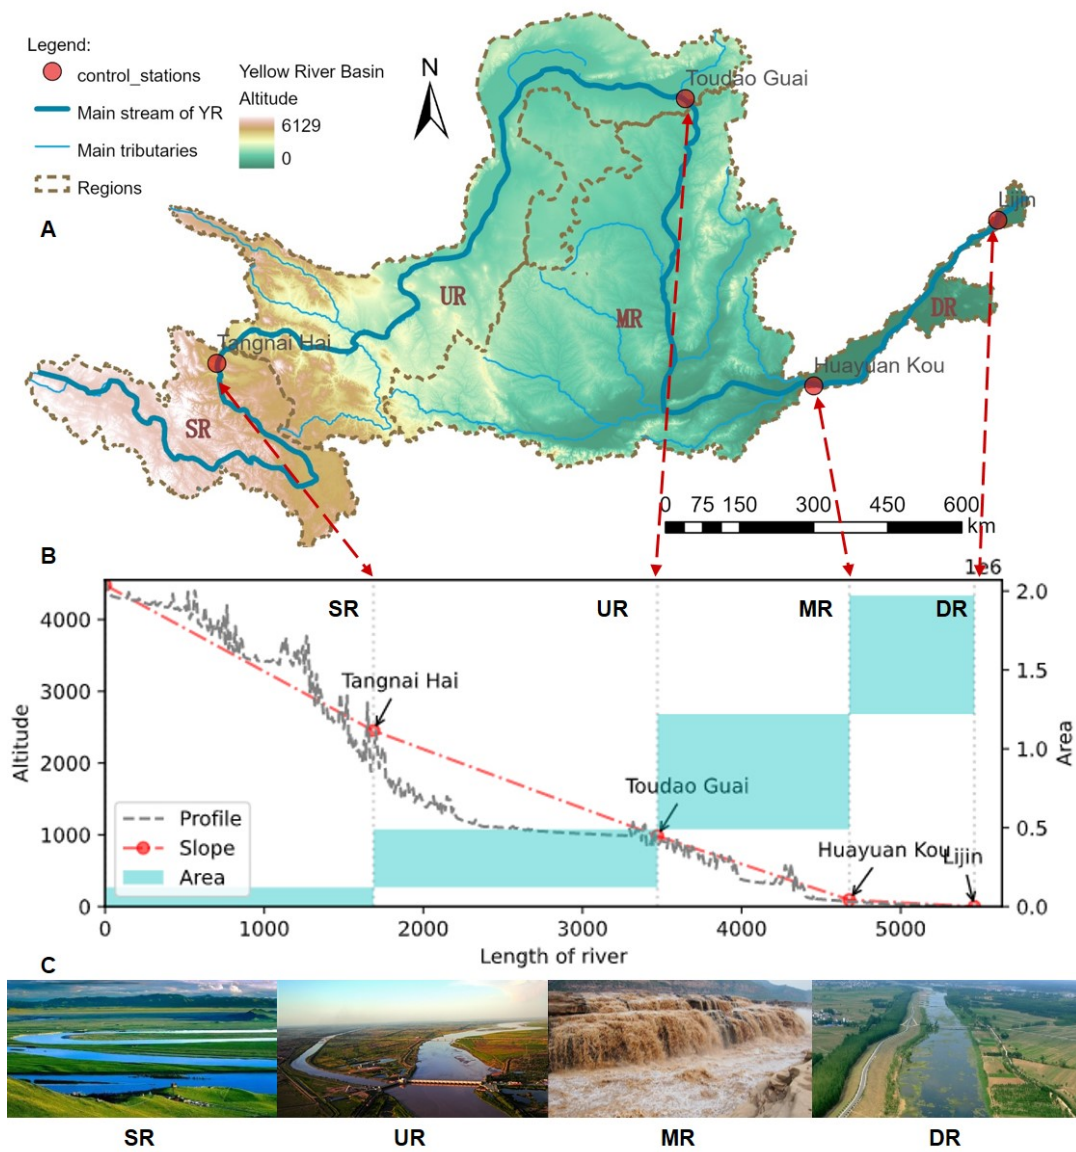 Legend:
control_stations
Main stream of YR
Main tributaries
Regions
Yellow River Basin
Altitude
6129
0
N
A
Toudao Guai
Lijin
UR
MR
DR
Tangnai Hai
Huayuan Kou
SR
0 75 150 300 450 600
km
B
1e6
SR UR MR DR
4000
3000
2000
1000
0
Altitude
2.0
1.5
1.0
0.5
0.0
Area
Tangnai Hai
Toudao Guai
Huayuan Kou
Lijin
Profile
Slope
Area
0 1000 2000 3000 4000 5000
Length of river
C
SR UR MR DR